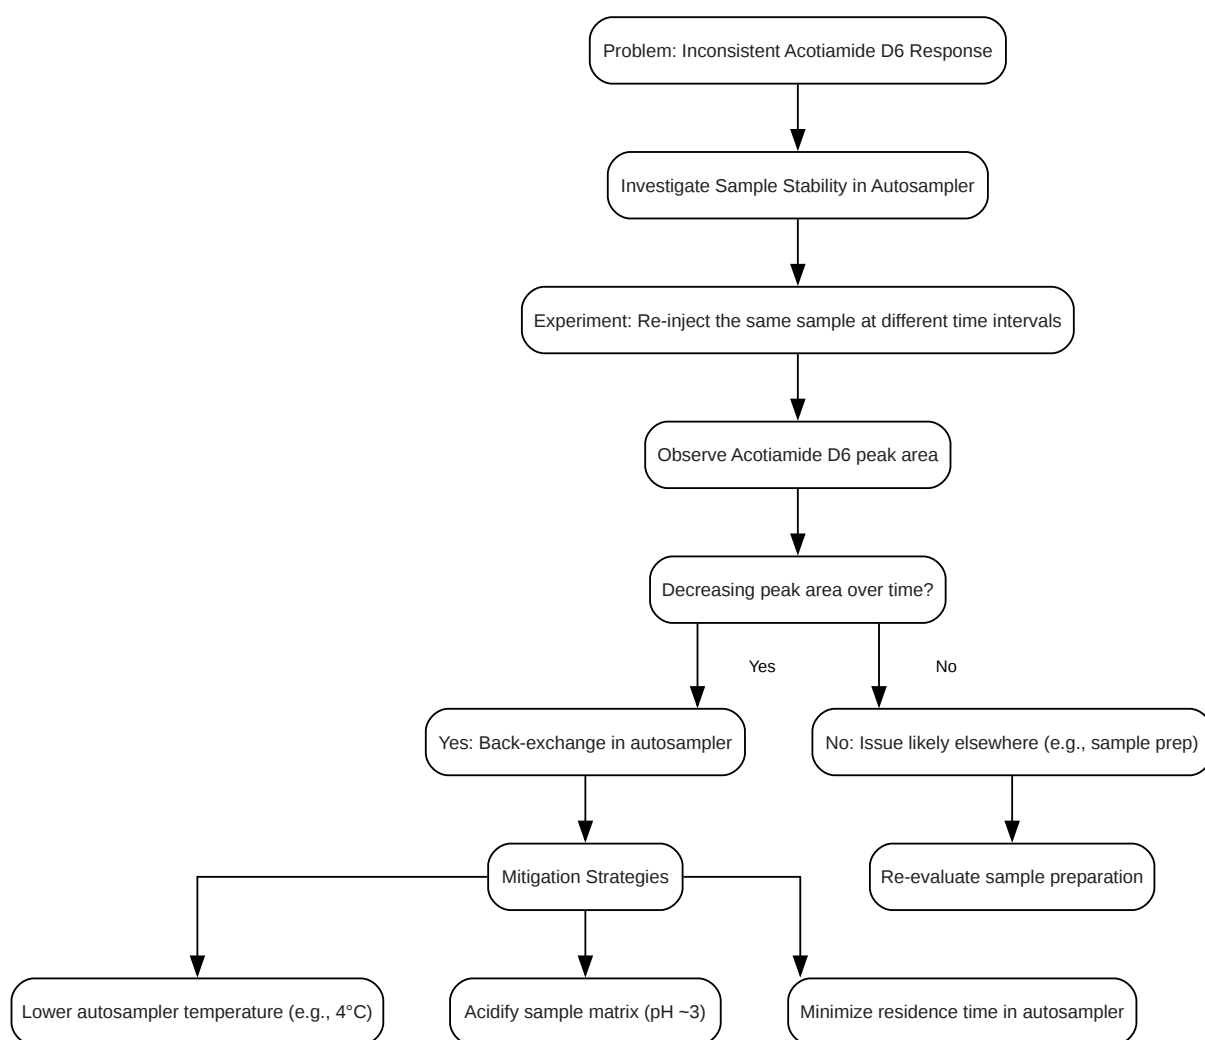 Problem: Inconsistent Acotiamide D6 Response
Investigate Sample Stability in Autosampler
Experiment: Re-inject the same sample at different time intervals
Observe Acotiamide D6 peak area
Decreasing peak area over time?
Yes
No
Yes: Back-exchange in autosampler
No: Issue likely elsewhere (e.g., sample prep)
Mitigation Strategies
Re-evaluate sample preparation
Lower autosampler temperature (e.g., 4°C)
Acidify sample matrix (pH ~3)
Minimize residence time in autosampler